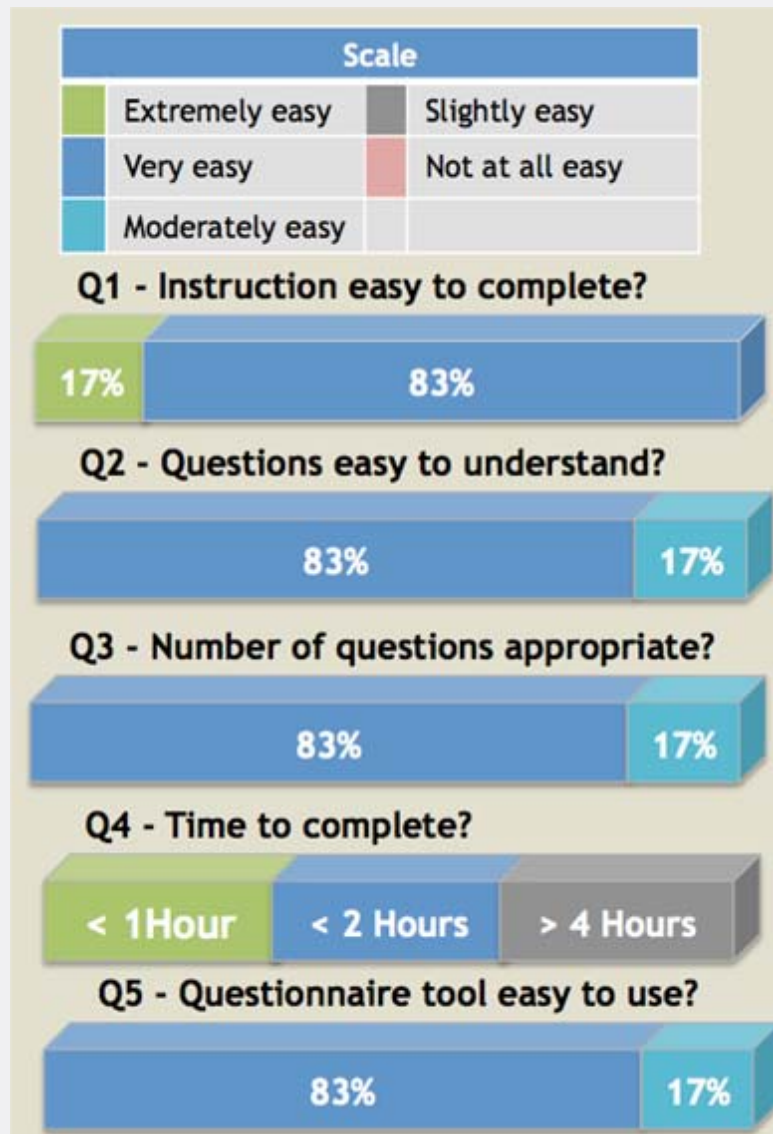 Scale
Extremely easy Slightly easy
Very easy Not at all easy
Moderately easy
Q1 - Instruction easy to complete?
17% 83%
Q2 - Questions easy to understand?
83% 17%
Q3 - Number of questions appropriate?
83% 17%
Q4 - Time to complete?
< 1Hour < 2 Hours > 4 Hours
Q5 - Questionnaire tool easy to use?
83% 17%